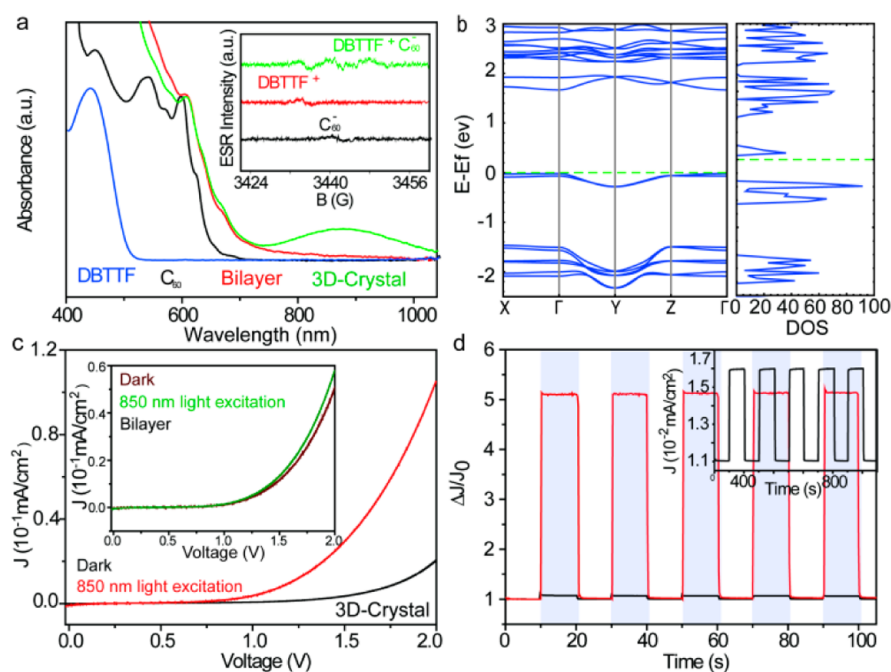 a
Absorbance (a.u.)
DBTTF
C60
Bilayer
3D-Crystal
400
600
800
1000
Wavelength (nm)
ESR Intensity (a.u.)
DBTTF+ C60-
DBTTF+
C60-
3424
3440
3456
B (G)
b
E-Ef (ev)
3
2
1
0
-1
-2
X
Γ
Y
Z
Γ
0
20
40
60
80
100
DOS
c
J (10-1mA/cm2)
1.2
1.0
0.8
0.6
0.4
0.2
0.0
Dark
850 nm light excitation
3D-Crystal
0.0
0.5
1.0
1.5
2.0
Voltage (V)
Dark
850 nm light excitation
Bilayer
J (10-1mA/cm2)
0.6
0.4
0.2
0.0
0.0
0.5
1.0
1.5
2.0
Voltage (V)
d
ΔJ/J0
6
5
4
3
2
1
0
20
40
60
80
100
Time (s)
J (10-2mA/cm2)
1.6
1.5
1.3
1.1
400
800
Time (s)